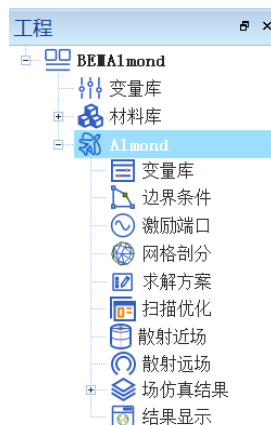 工程
BEMAlmond
变量库
材料库
Almond
变量库
边界条件
激励端口
网格剖分
求解方案
扫描优化
散射近场
散射远场
场仿真结果
结果显示